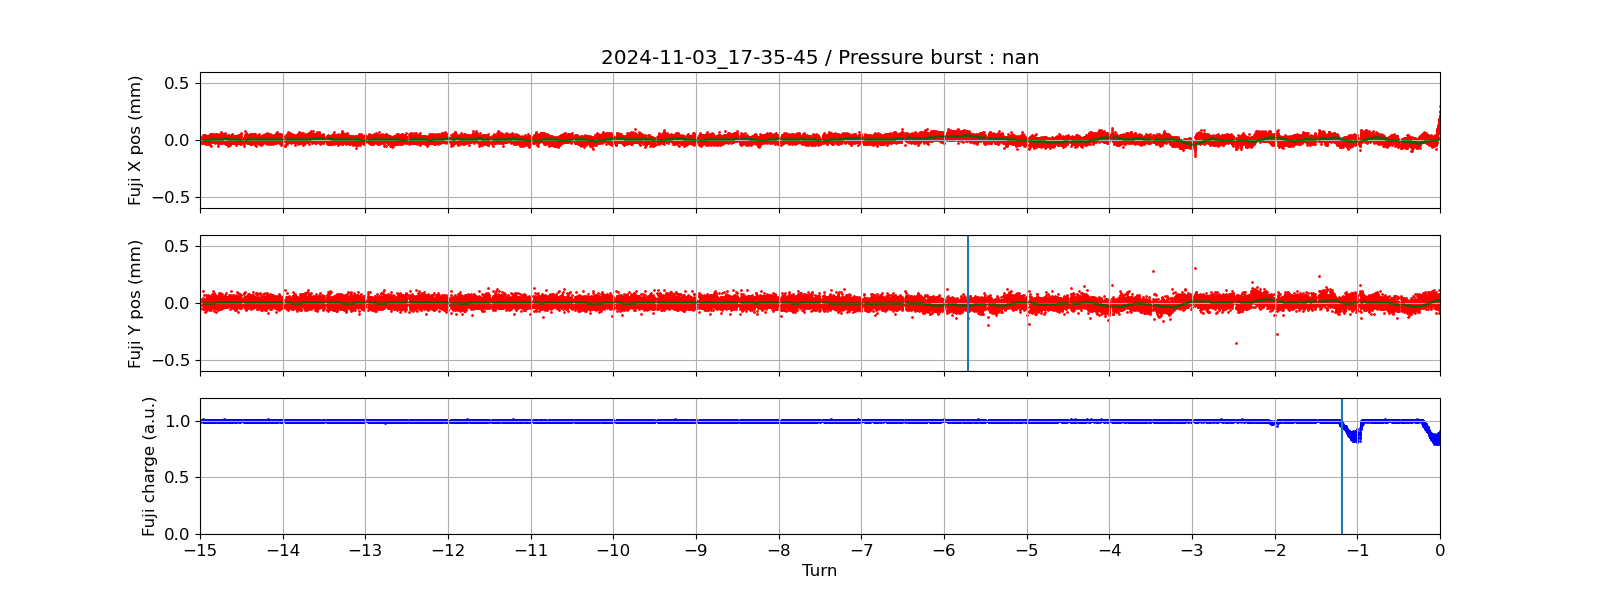 2024-11-03_17-35-45 / Pressure burst : nan
Fuji X pos (mm)
0.5
0.0
−0.5
Fuji Y pos (mm)
0.5
0.0
−0.5
Fuji charge (a.u.)
1.0
0.5
0.0
−15 −14 −13 −12 −11 −10 −9 −8 −7 −6 −5 −4 −3 −2 −1 0
Turn